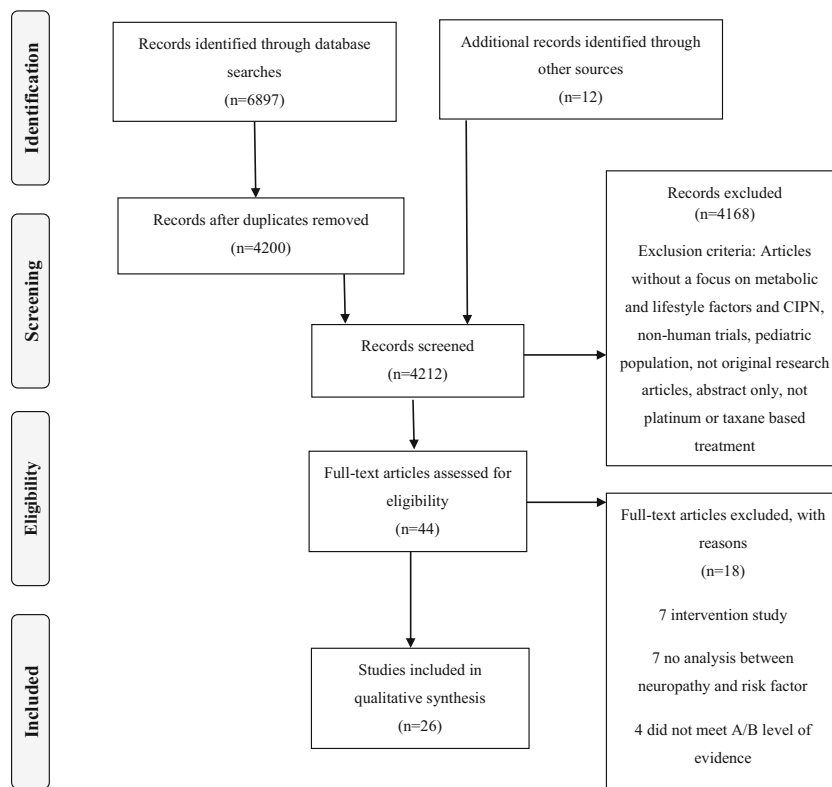 Identification
Records identified through database
searches
(n=6897)
Additional records identified through
other sources
(n=12)
Screening
Records after duplicates removed
(n=4200)
Records screened
(n=4212)
Records excluded
(n=4168)
Exclusion criteria: Articles
without a focus on metabolic
and lifestyle factors and CIPN,
non-human trials, pediatric
population, not original research
articles, abstract only, not
platinum or taxane based
treatment
Eligibility
Full-text articles assessed for
eligibility
(n=44)
Full-text articles excluded, with
reasons
(n=18)
7 intervention study
7 no analysis between
neuropathy and risk factor
4 did not meet A/B level of
evidence
Included
Studies included in
qualitative synthesis
(n=26)